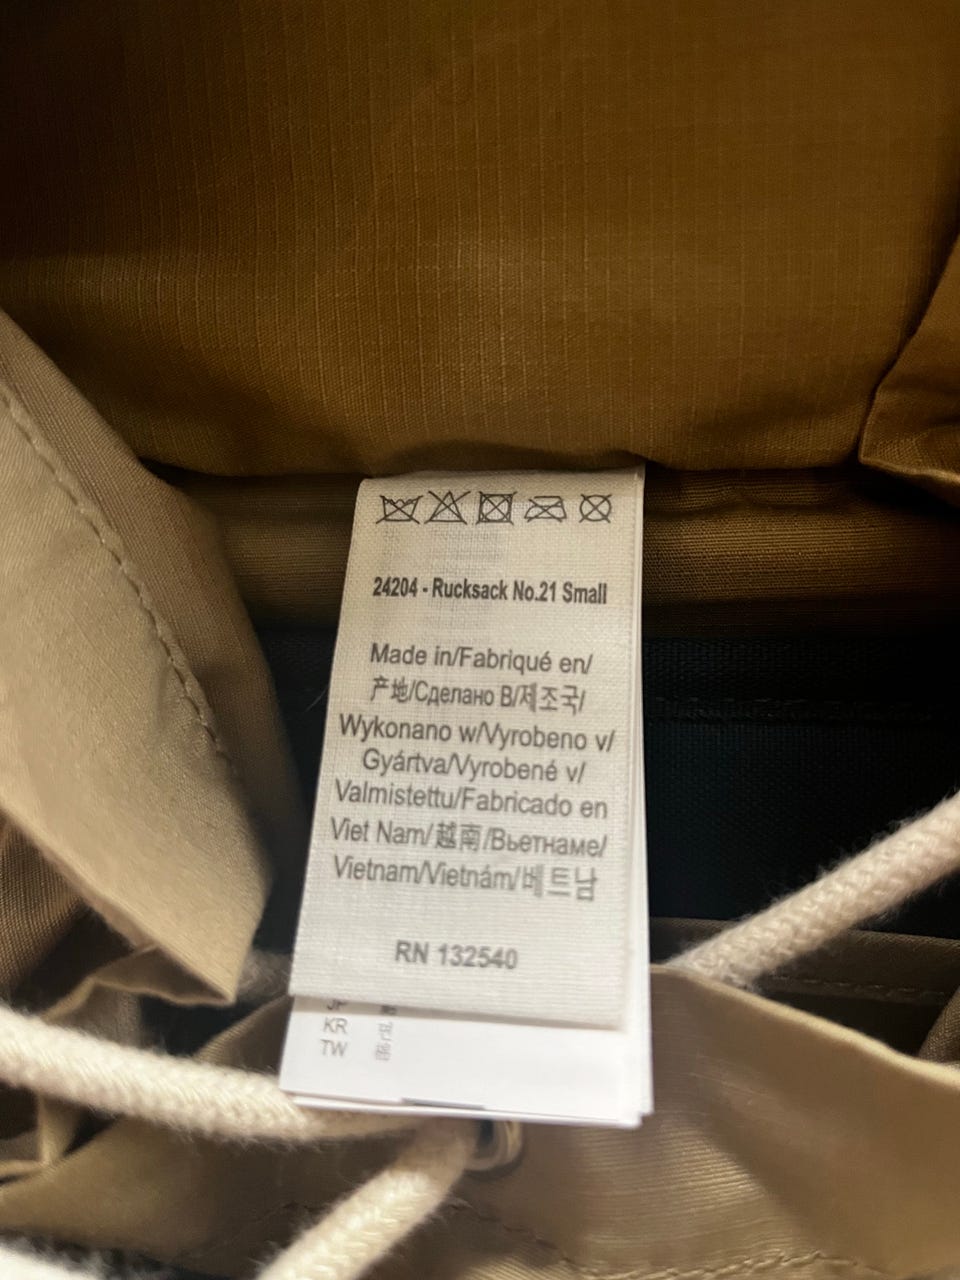 24204 - Rucksack No.21 Small
Made in/Fabriqué en/
产地/Сделано В/제조국/
Wykonano w/Vyrobeno v/
Gyártva/Vyrobené v/
Valmistettu/Fabricado en
Viet Nam/越南/Вьетнаме/
Vietnam/Vietnám/베트남
RN 132540
JP
KR
TW